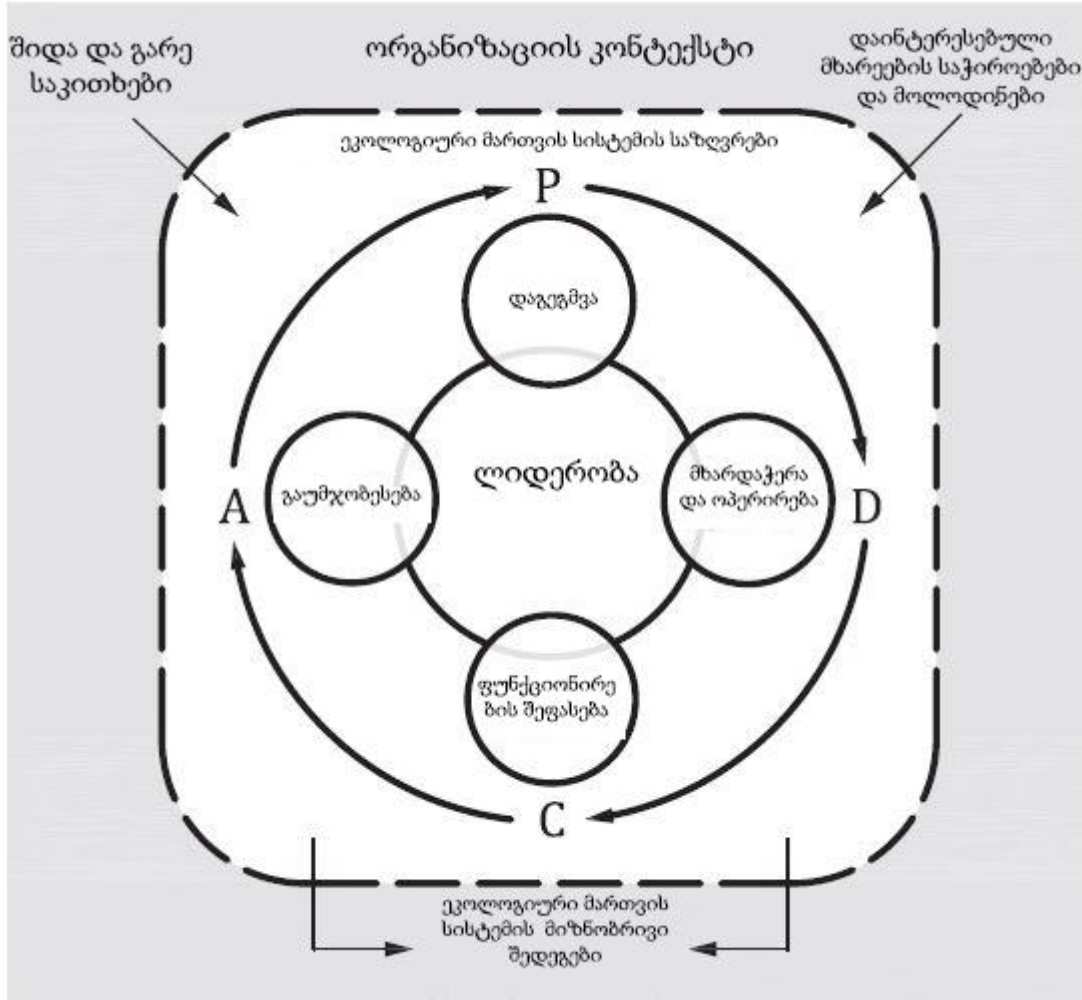 შიდა და გარე
საკითხები
ორგანიზაციის კონტექსტი
დაინტერესებული
მხარეების საჭიროებები
და მოლოდინები
ეკოლოგიური მართვის სისტემის საზღვრები
P
დაგეგმვა
ლიდერობა
გაუმჯობესება
მხარდაჭერა
და ოპერირება
A
D
ფუნქციონირე
ბის შეფასება
C
ეკოლოგიური მართვის
სისტემის მიზნობრივი
შედეგები